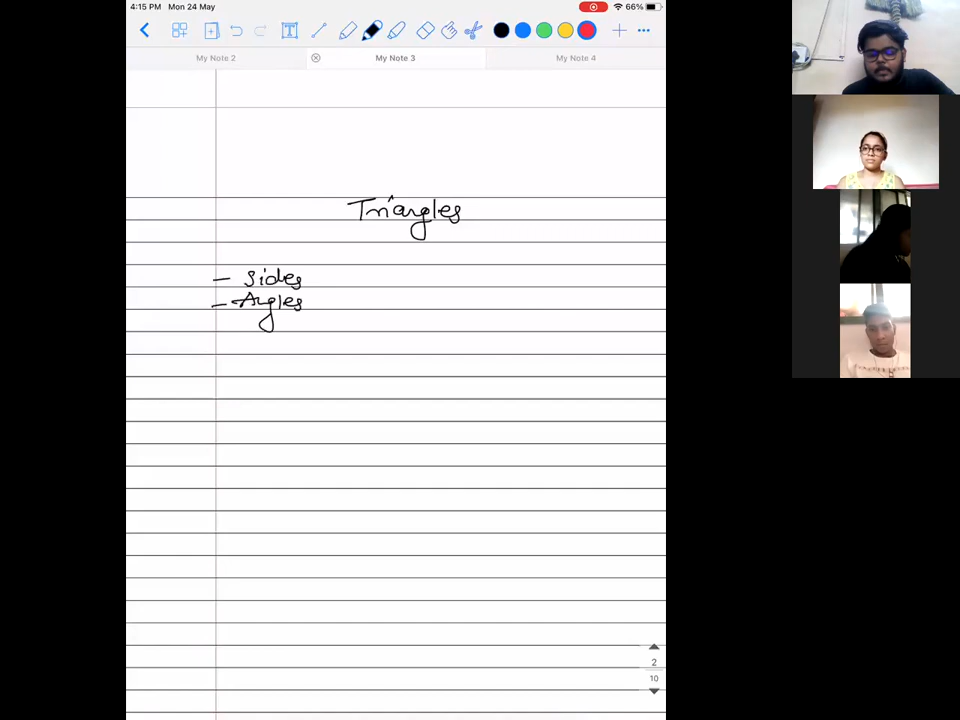 4:15 PM Mon 24 May
66%
My Note 2
My Note 3
My Note 4
Triangles
- Sides
- Angles
2
10